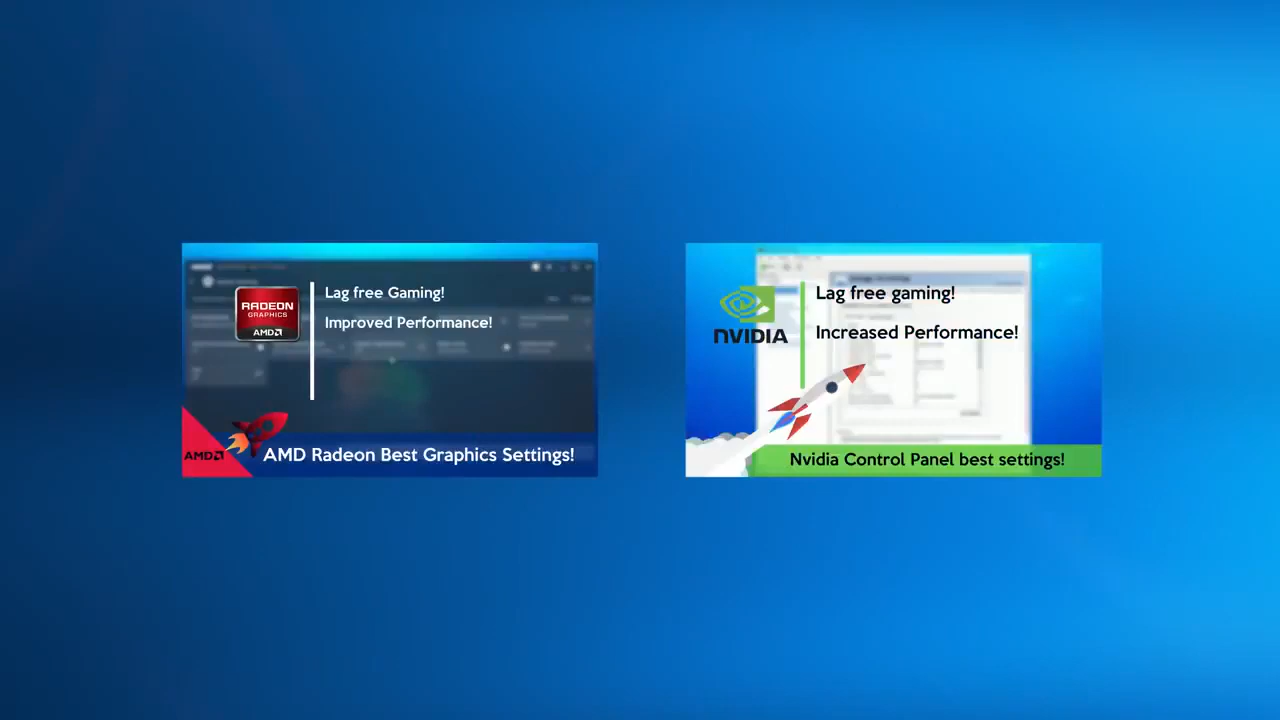 Lag free Gaming!
Improved Performance!
RADEON
GRAPHICS
AMD
AMD
AMD Radeon Best Graphics Settings!
Lag free gaming!
Increased Performance!
NVIDIA
Nvidia Control Panel best settings!